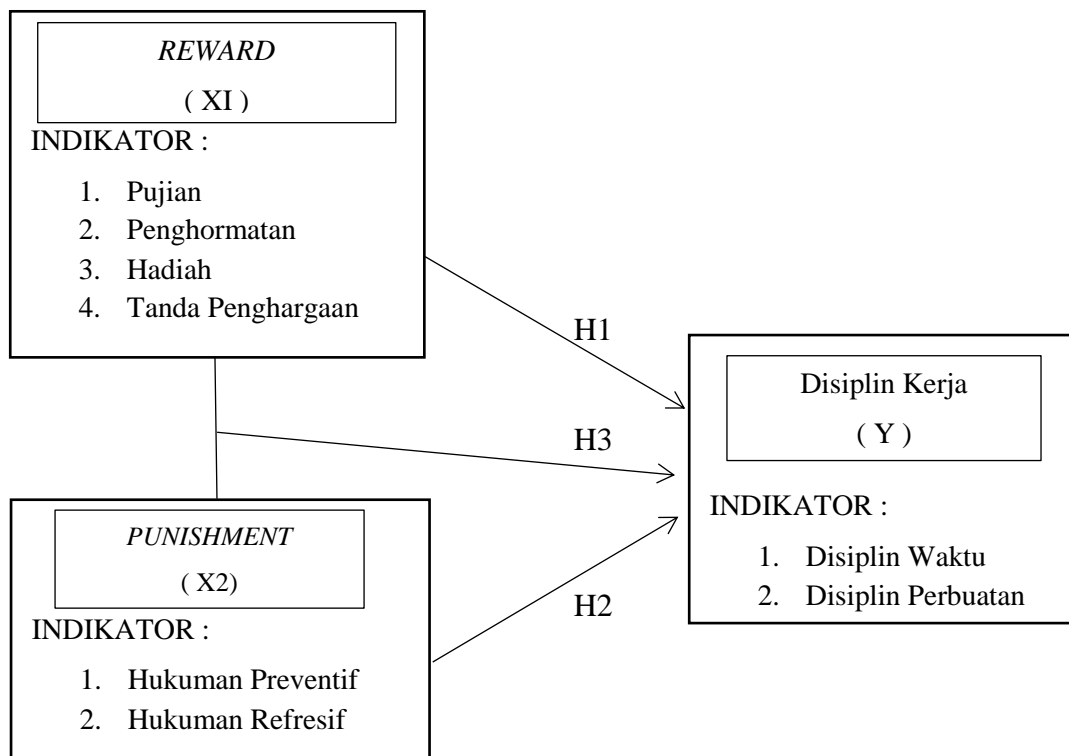 REWARD
( XI )
INDIKATOR :
1. Pujian
2. Penghormatan
3. Hadiah
4. Tanda Penghargaan
H1
Disiplin Kerja
( Y )
INDIKATOR :
1. Disiplin Waktu
2. Disiplin Perbuatan
H3
PUNISHMENT
( X2)
INDIKATOR :
1. Hukuman Preventif
2. Hukuman Refresif
H2